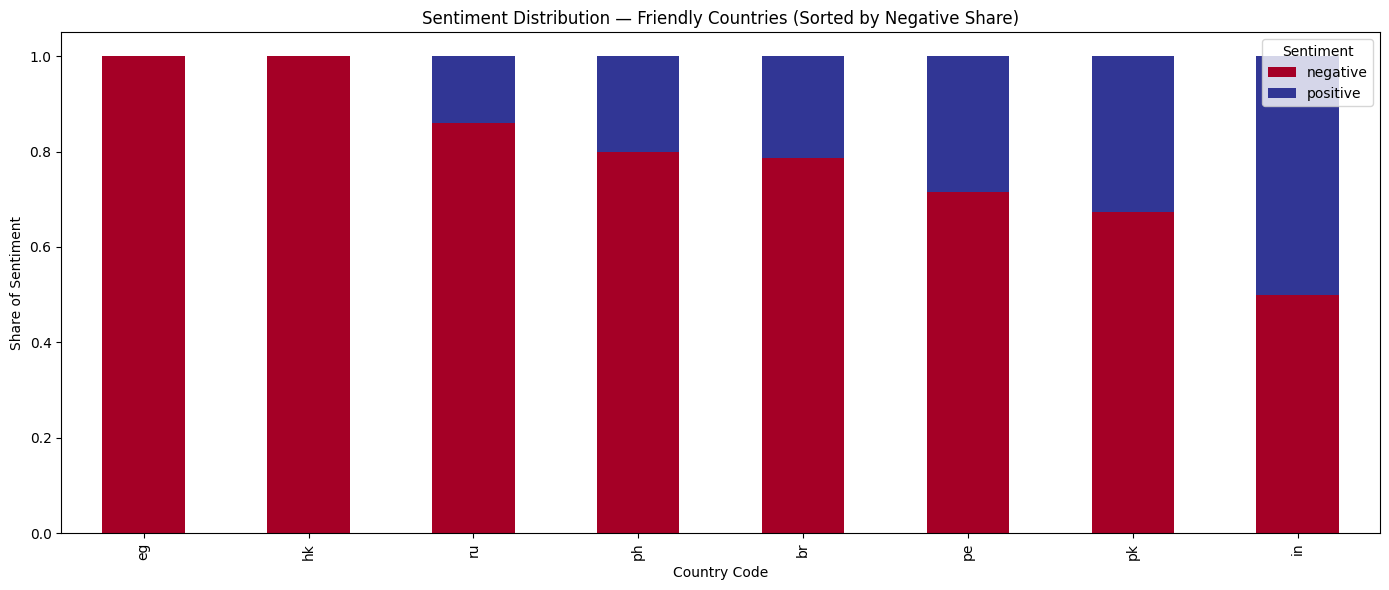 Sentiment Distribution — Friendly Countries (Sorted by Negative Share)
Sentiment
negative
positive
Share of Sentiment
1.0
0.8
0.6
0.4
0.2
0.0
eg hk ru ph br pe pk in
Country Code